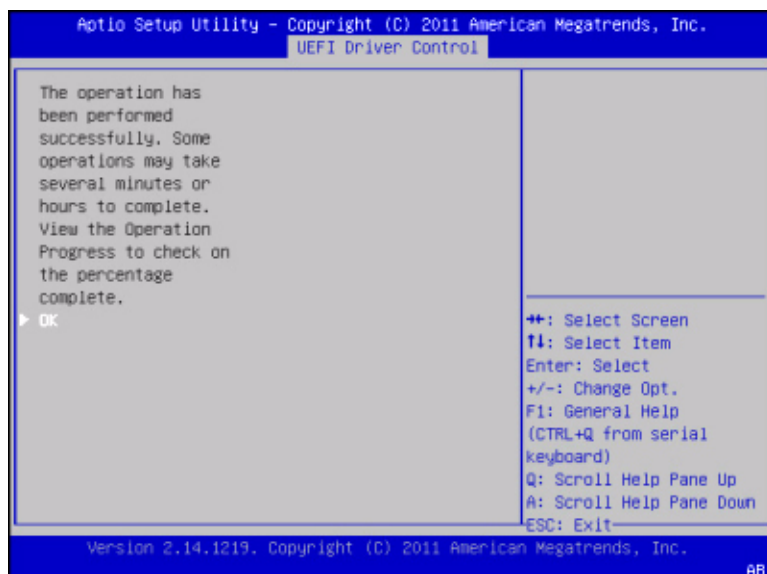 Aptio Setup Utility – Copyright (C) 2011 American Megatrends, Inc.
UEFI Driver Control
The operation has
been performed
successfully. Some
operations may take
several minutes or
hours to complete.
View the Operation
Progress to check on
the percentage
complete.
OK
→←: Select Screen
↑↓: Select Item
Enter: Select
+/-: Change Opt.
F1: General Help
(CTRL+Q from serial
keyboard)
Q: Scroll Help Pane Up
A: Scroll Help Pane Down
ESC: Exit
Version 2.14.1219. Copyright (C) 2011 American Megatrends, Inc.
AB